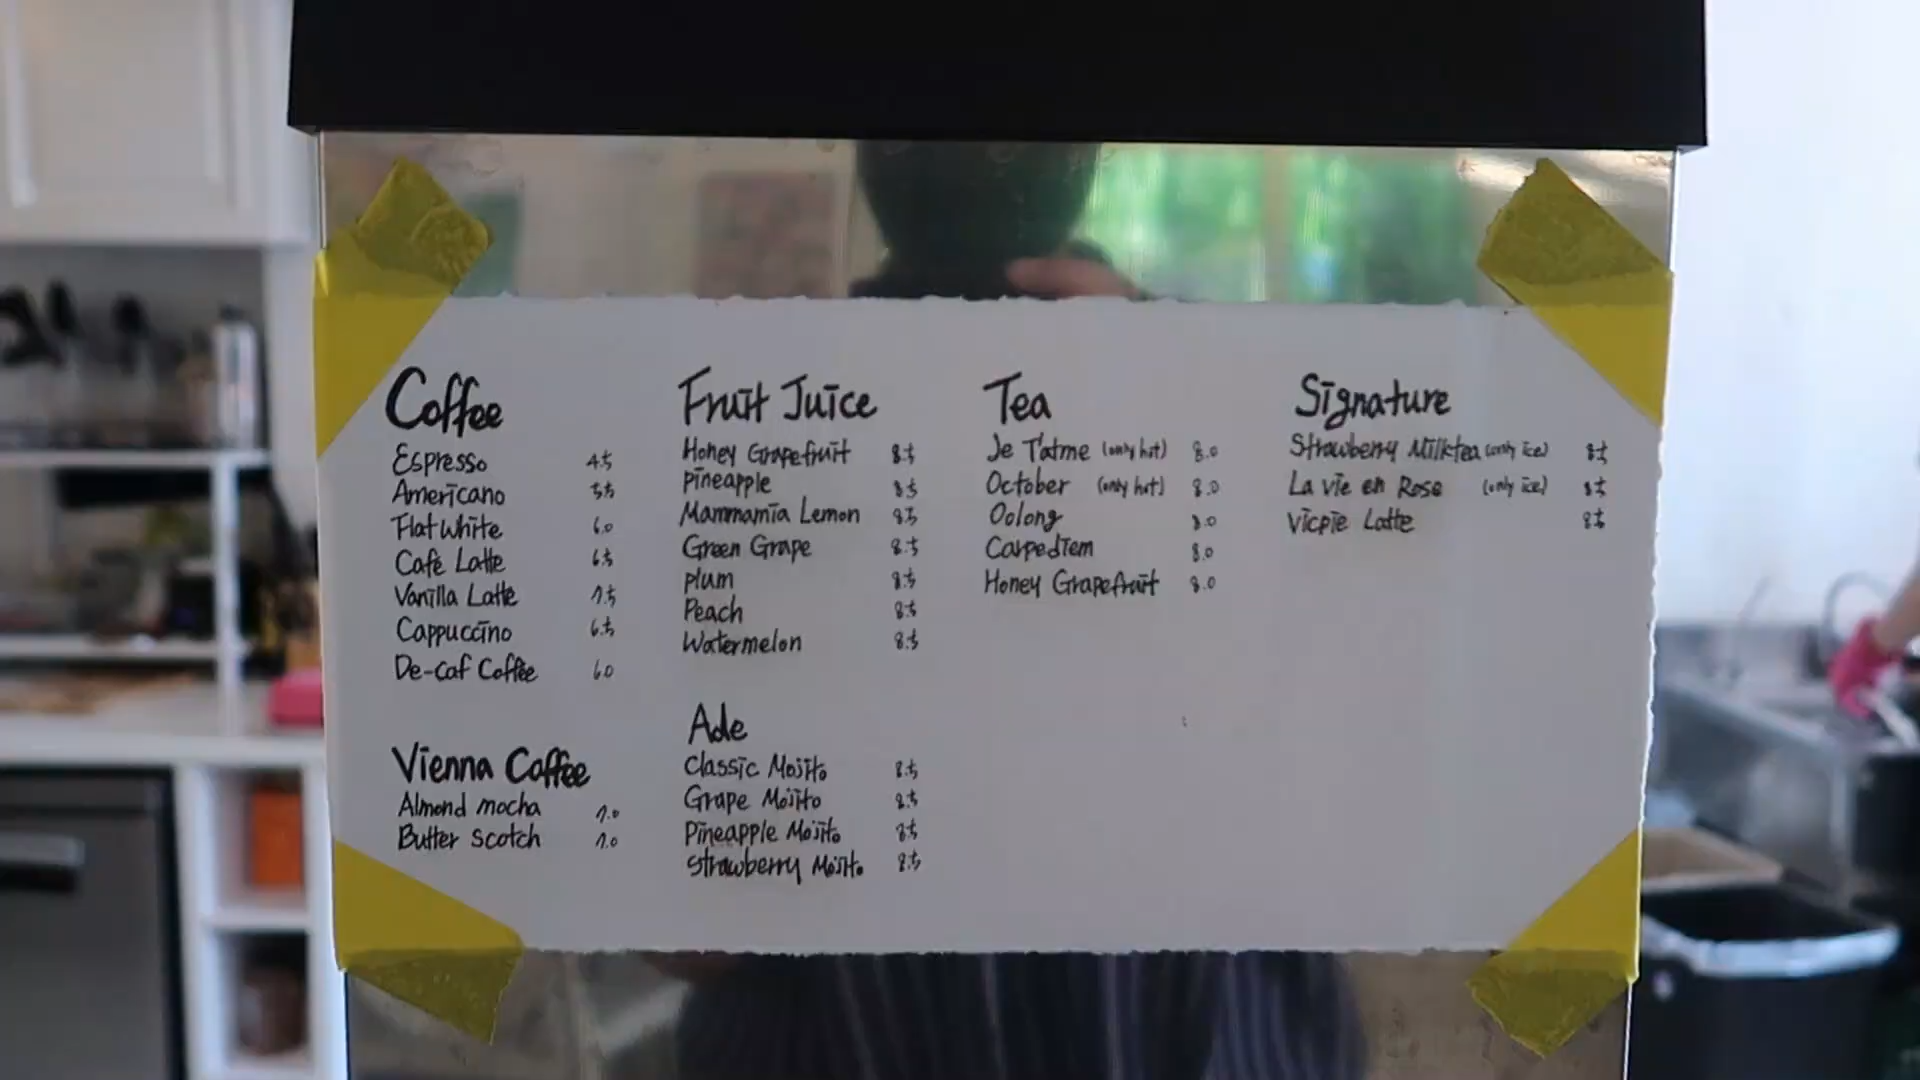 Coffee
Espresso 4.5
Americano 5.5
Flat White 6.0
Café Latte 6.5
Vanilla Latte 7.5
Cappuccino 6.5
De-caf Coffee 6.0
Vienna Coffee
Almond mocha 7.0
Butter Scotch 7.0
Fruit Juice
Honey Grapefruit 8.5
Pineapple 8.5
Mammamia Lemon 8.5
Green Grape 8.5
Plum 8.5
Peach 8.5
Watermelon 8.5
Ade
Classic Mojito 8.5
Grape Mojito 8.5
Pineapple Mojito 8.5
Strawberry Mojito 8.5
Tea
Je T'atme (only hot) 8.0
October (only hot) 8.0
Oolong 8.0
Carpediem 8.0
Honey Grapefruit 8.0
Signature
Strawberry Milktea (only ice) 8.5
La vie en Rose (only ice) 8.5
Vicpie Latte 8.5